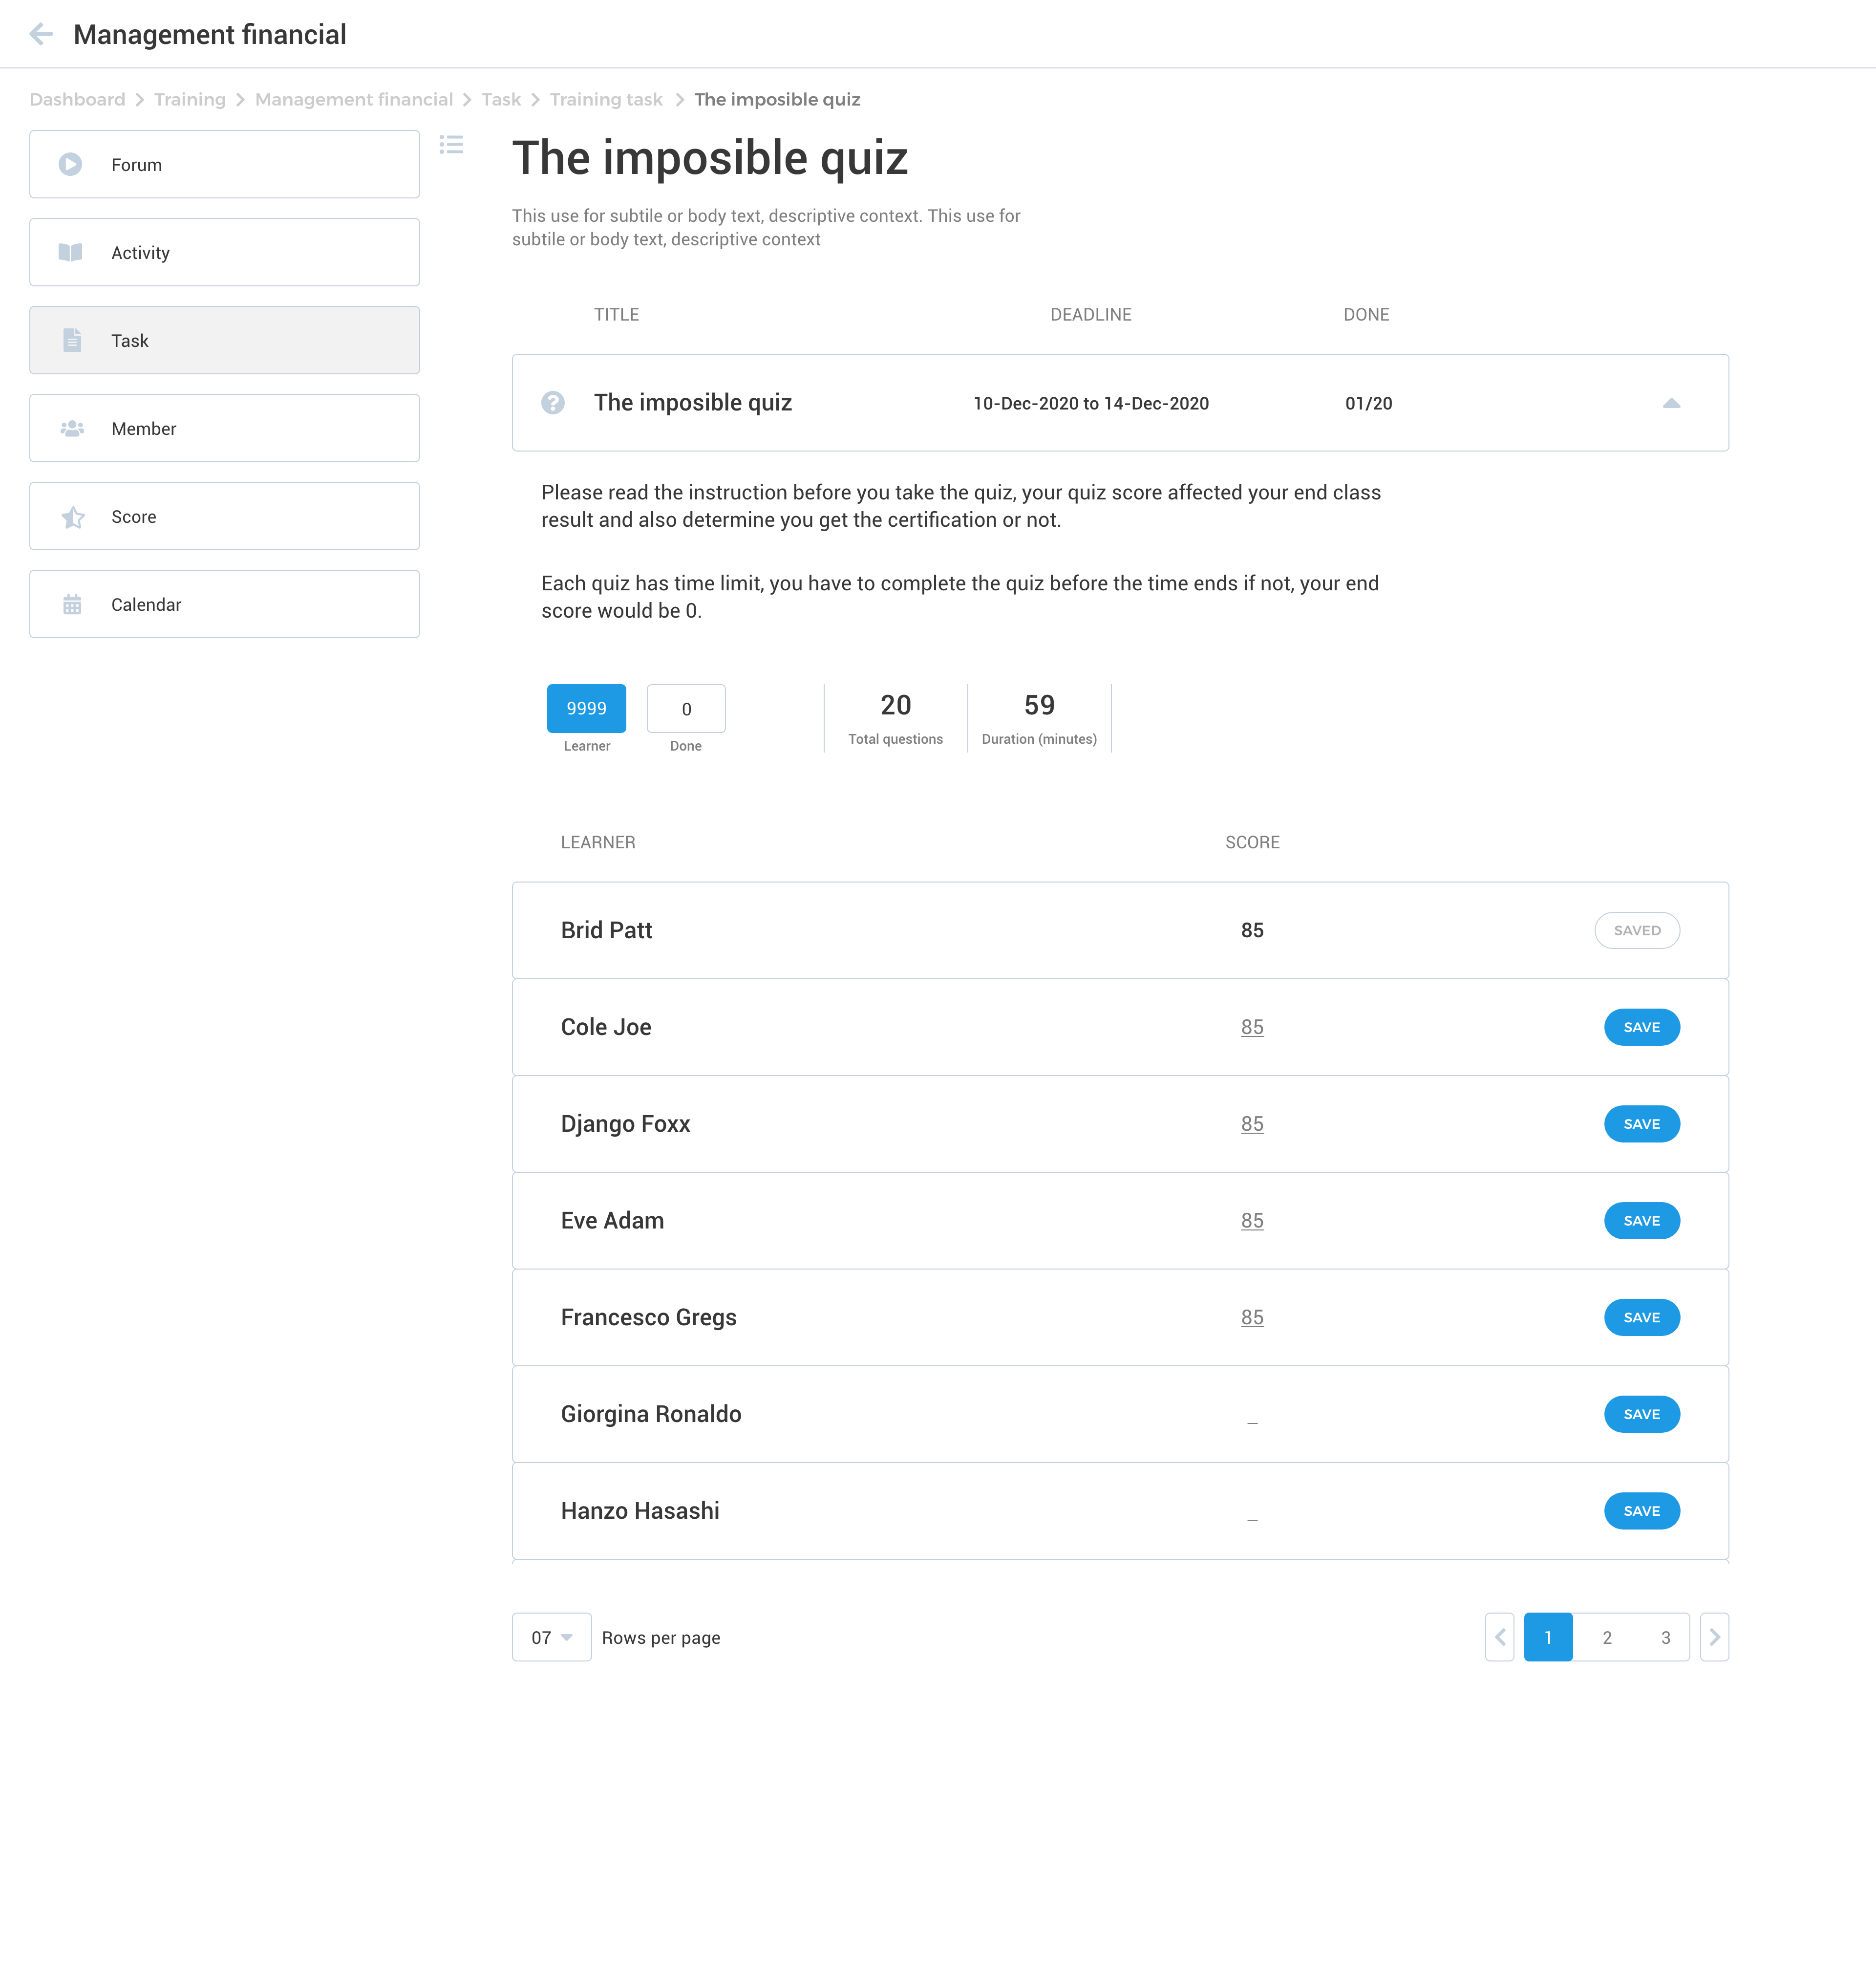 Management financial
Dashboard > Training > Management financial > Task > Training task > The imposible quiz
Forum
Activity
Task
Member
Score
Calendar
The imposible quiz
This use for subtile or body text, descriptive context. This use for
subtile or body text, descriptive context
TITLE DEADLINE DONE
The imposible quiz 10-Dec-2020 to 14-Dec-2020 01/20
Please read the instruction before you take the quiz, your quiz score affected your end class
result and also determine you get the certification or not.
Each quiz has time limit, you have to complete the quiz before the time ends if not, your end
score would be 0.
9999 0 20 59
Learner Done Total questions Duration (minutes)
LEARNER SCORE
Brid Patt 85 SAVED
Cole Joe 85 SAVE
Django Foxx 85 SAVE
Eve Adam 85 SAVE
Francesco Gregs 85 SAVE
Giorgina Ronaldo _ SAVE
Hanzo Hasashi _ SAVE
07 Rows per page 1 2 3